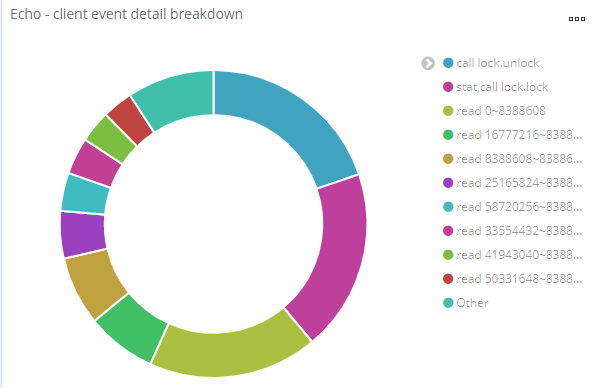 Echo - client event detail breakdown
call lock.unlock
stat,call lock.lock
read 0~8388608
read 16777216~8388...
read 8388608~83886...
read 25165824~8388...
read 58720256~8388...
read 33554432~8388...
read 41943040~8388...
read 50331648~8388...
Other